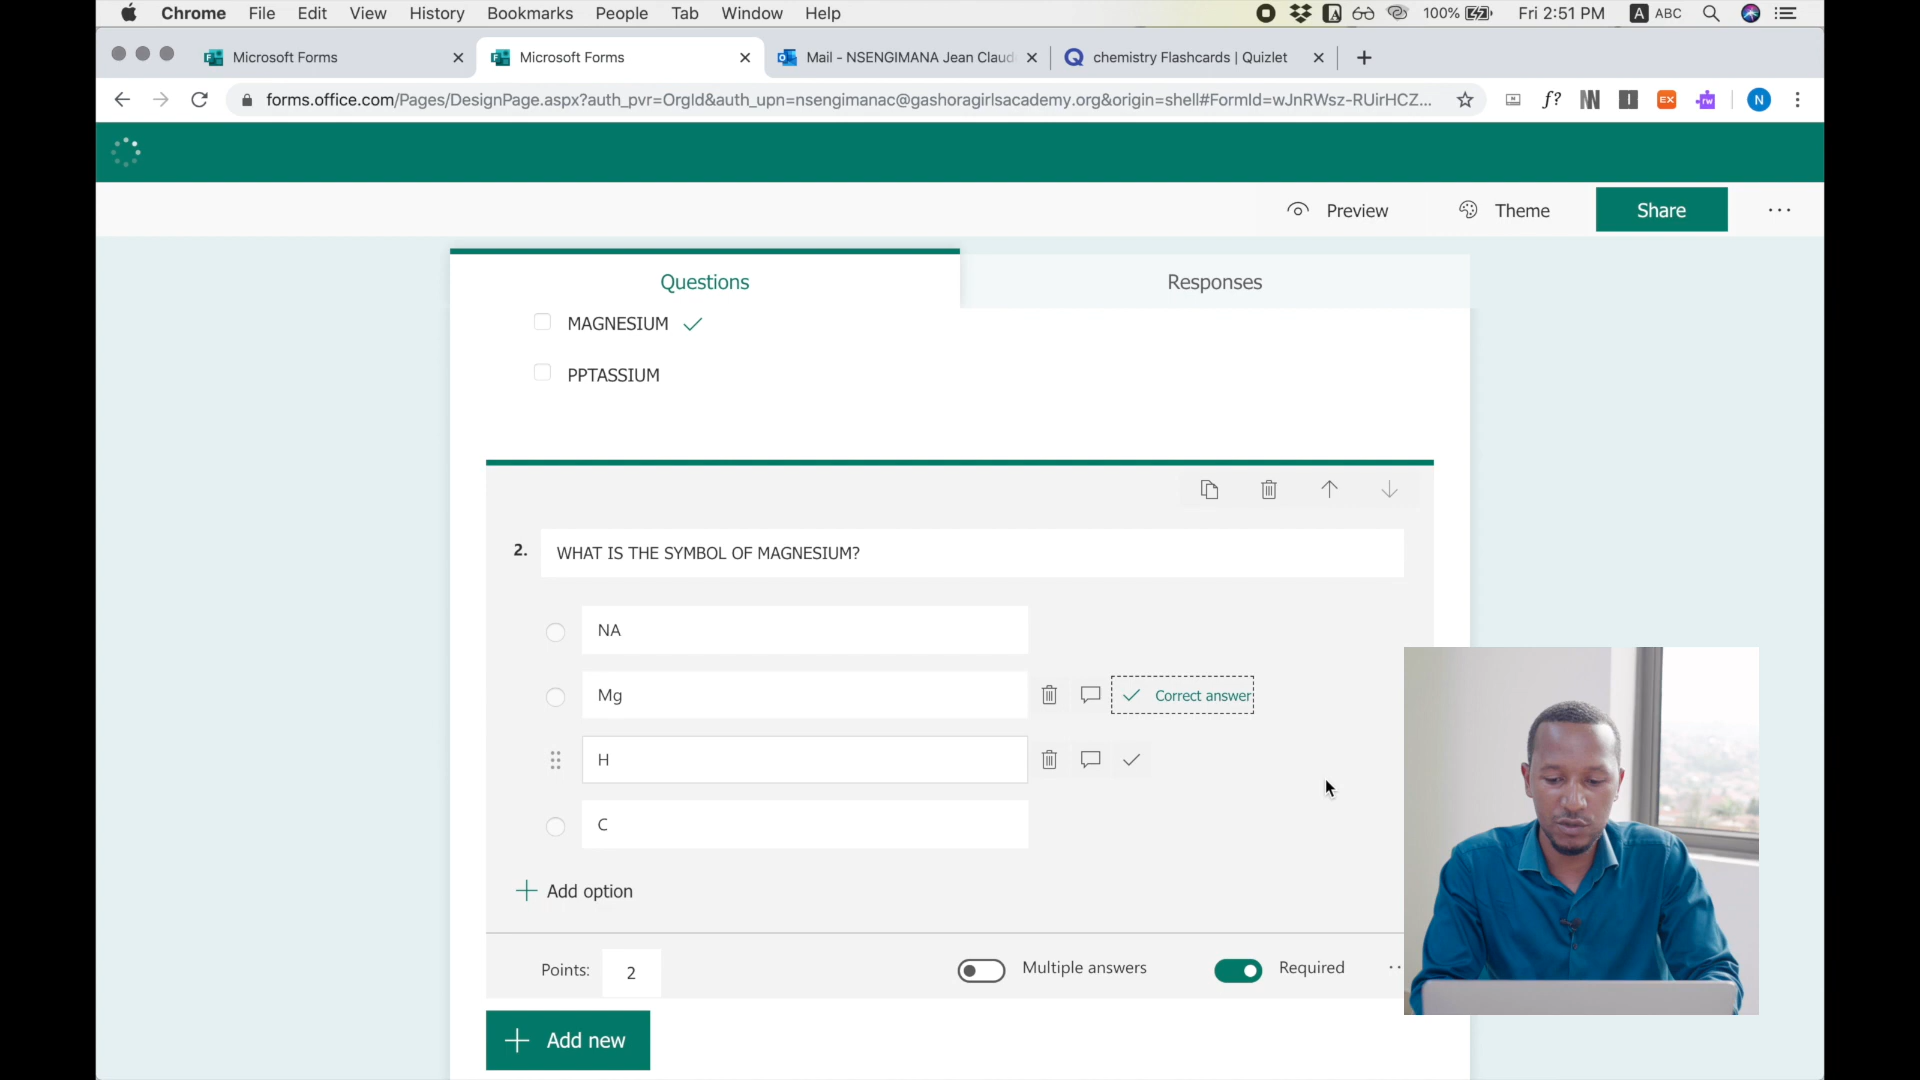 Chrome File Edit View History Bookmarks People Tab Window Help 100% Fri 2:51 PM A ABC
Microsoft Forms Microsoft Forms Mail - NSENGIMANA Jean Claud chemistry Flashcards | Quizlet
forms.office.com/Pages/DesignPage.aspx?auth_pvr=OrgId&auth_upn=nsengimanac@gashoragirlsacademy.org&origin=shell#FormId=wJnRWsz-RUirHCZ... f? EX rw N
Preview Theme Share
Questions Responses
MAGNESIUM
PPTASSIUM
2. WHAT IS THE SYMBOL OF MAGNESIUM?
NA
Mg Correct answer
H
C
Add option
Points: 2 Multiple answers Required
Add new